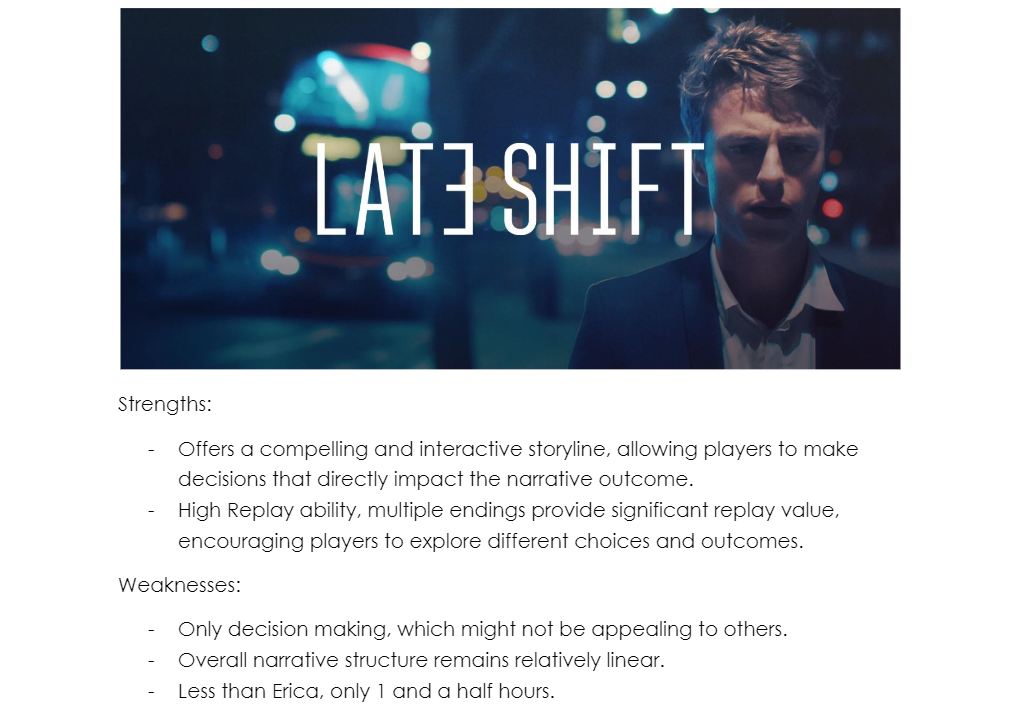 LATE SHIFT
Strengths:
- Offers a compelling and interactive storyline, allowing players to make
decisions that directly impact the narrative outcome.
- High Replay ability, multiple endings provide significant replay value,
encouraging players to explore different choices and outcomes.
Weaknesses:
- Only decision making, which might not be appealing to others.
- Overall narrative structure remains relatively linear.
- Less than Erica, only 1 and a half hours.